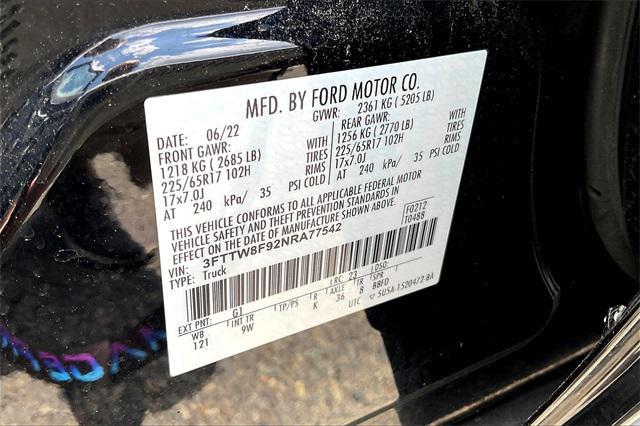 MFD. BY FORD MOTOR CO.
DATE: 06/22 GVWR: 2361 KG ( 5205 LB)
FRONT GAWR: REAR GAWR: WITH
1218 KG ( 2685 LB) WITH 1256 KG ( 2770 LB) TIRES
225/65R17 102H TIRES 225/65R17 102H RIMS
17x7.0J RIMS 17x7.0J PSI COLD
AT 240 kPa/ 35 PSI COLD AT 240 kPa/ 35
THIS VEHICLE CONFORMS TO ALL APPLICABLE FEDERAL MOTOR
VEHICLE SAFETY AND THEFT PREVENTION STANDARDS IN
EFFECT ON THE DATE OF MANUFACTURE SHOWN ABOVE.
VIN: 3FTTW8F92NRA77542 F0212
TYPE: Truck T0488
EXT PNT: G1 RC: 23 DSO:
WB INT TR TP/PS R AXLE TR SPR
121 9W K 36 8 BBFD
UTC ▽ 5U5A-1520472-BA